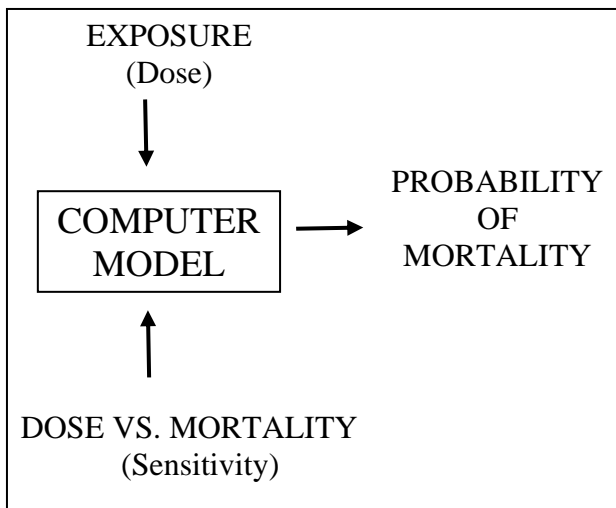 EXPOSURE
(Dose)
COMPUTER
MODEL
PROBABILITY
OF
MORTALITY
DOSE VS. MORTALITY
(Sensitivity)